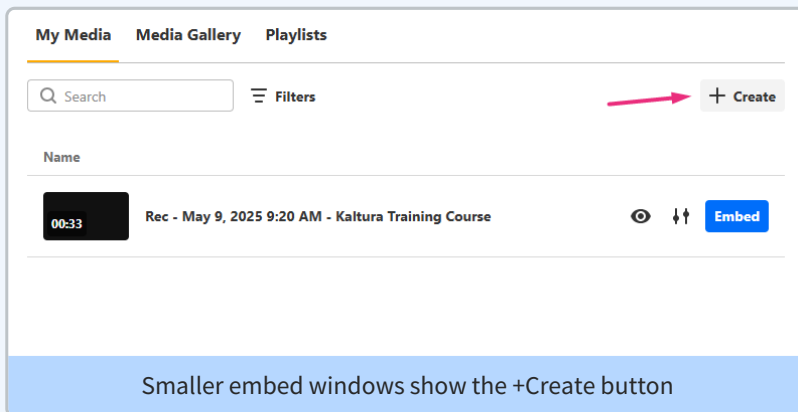 My Media Media Gallery Playlists
Search Filters + Create
Name
00:33 Rec - May 9, 2025 9:20 AM - Kaltura Training Course Embed
Smaller embed windows show the +Create button